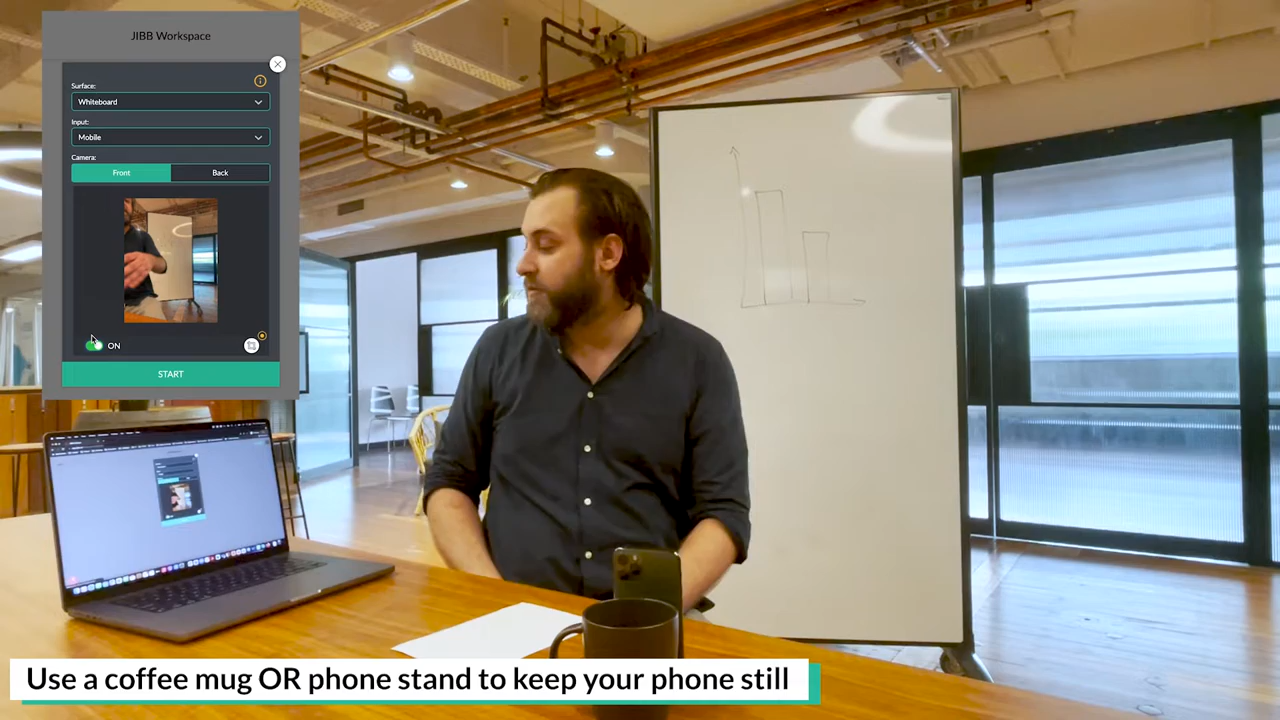 JIBB Workspace
Surface:
Whiteboard
Input:
Mobile
Camera:
Front Back
ON
START
Use a coffee mug OR phone stand to keep your phone still